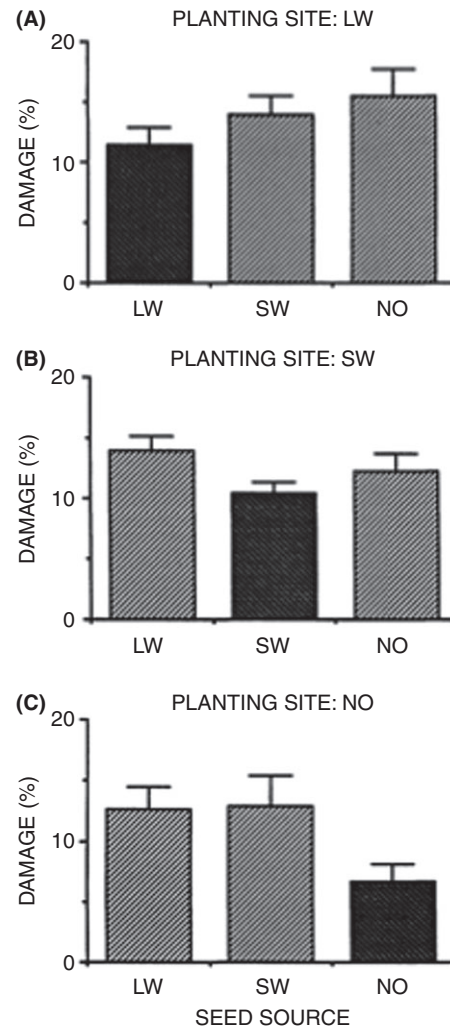 (A) PLANTING SITE: LW
20
DAMAGE (%)
10
0
LW SW NO
(B) PLANTING SITE: SW
20
DAMAGE (%)
10
0
LW SW NO
(C) PLANTING SITE: NO
20
DAMAGE (%)
10
0
LW SW NO
SEED SOURCE